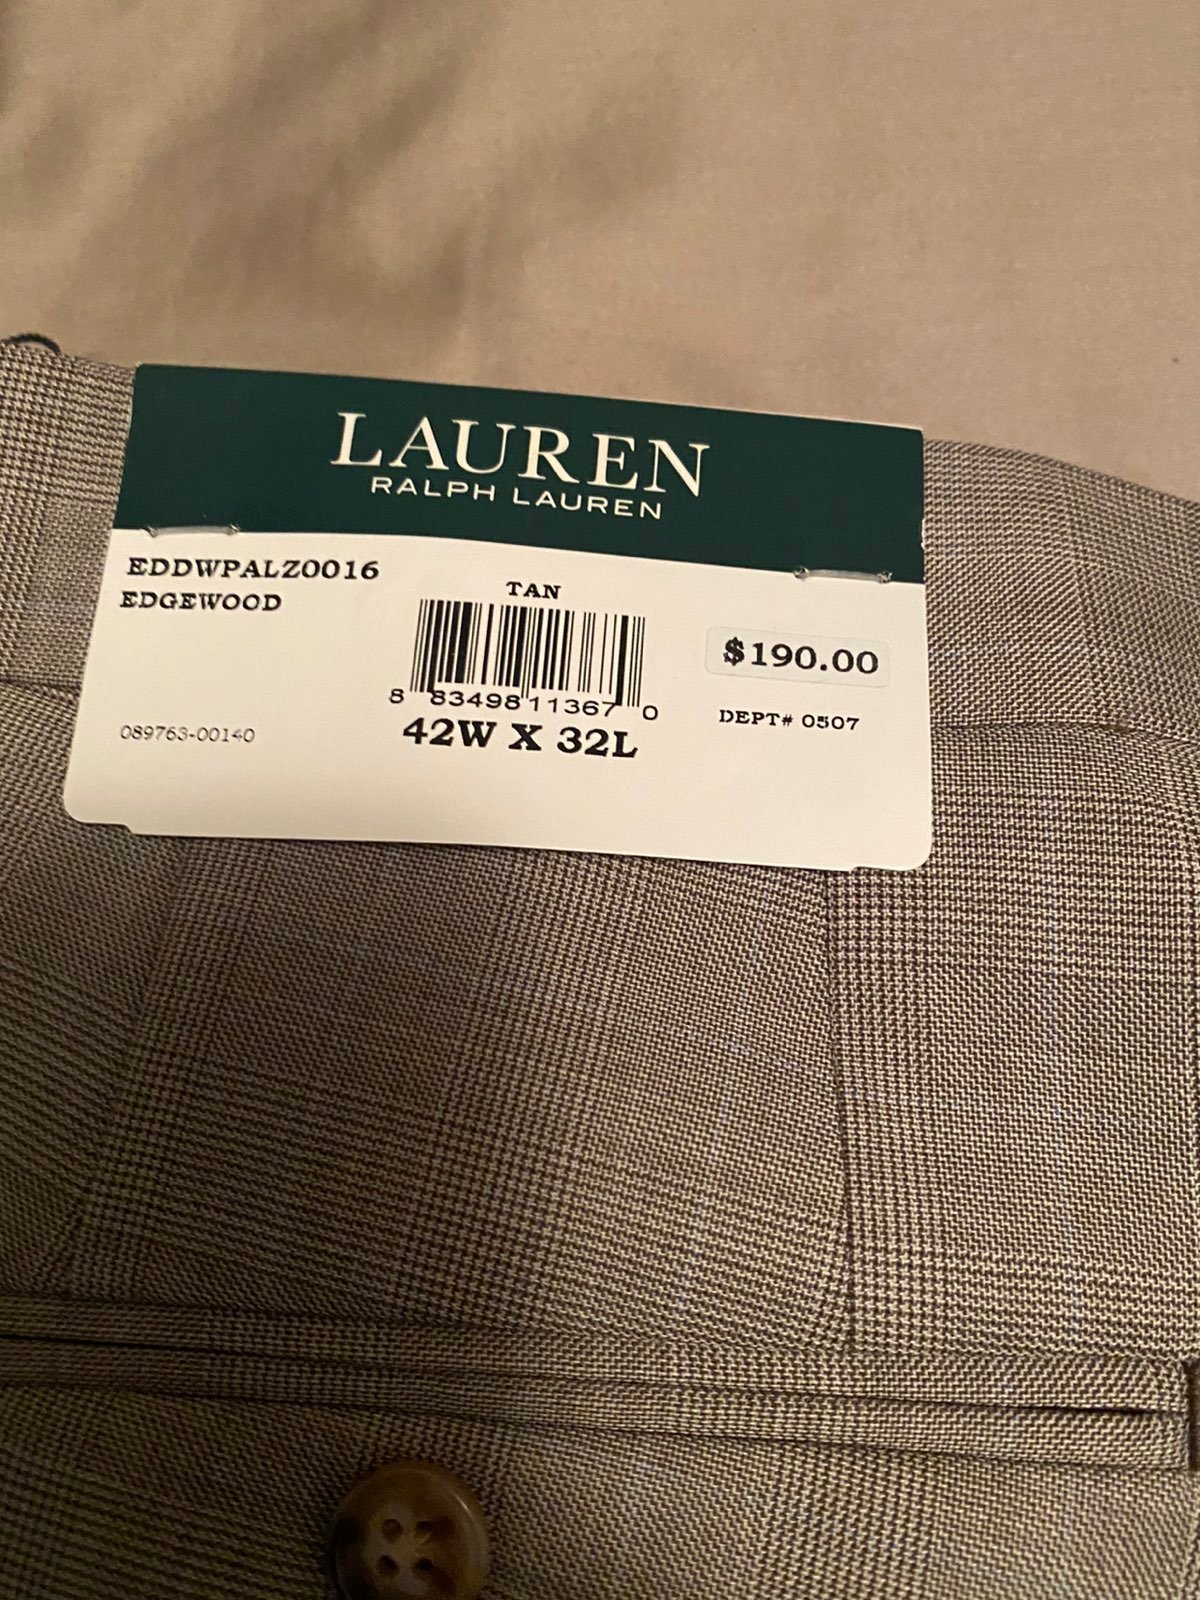 LAUREN
RALPH LAUREN
EDDWPALZ0016
EDGEWOOD
TAN
$190.00
8 83498 11367 0
DEPT# 0507
089763-00140
42W X 32L